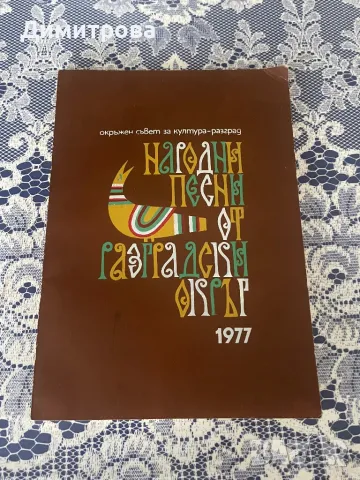 Димитрова
окръжен съвет за култура-разград
НАРОДНИ
ПЕСНИ
ОТ
РАЗГРАДСКИ
ОКРЪГ
1977